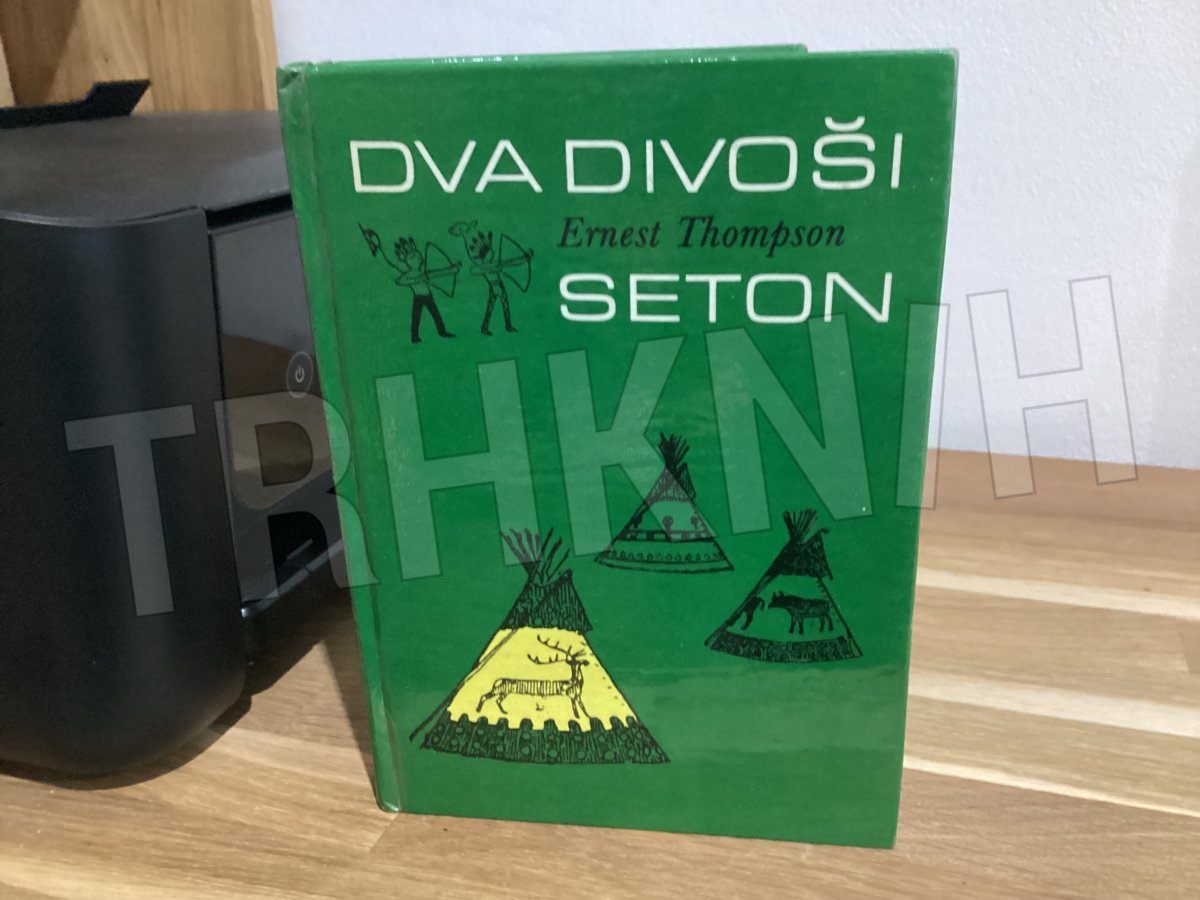 DVA DIVOŠI
Ernest Thompson
SETON
TRHKNIH